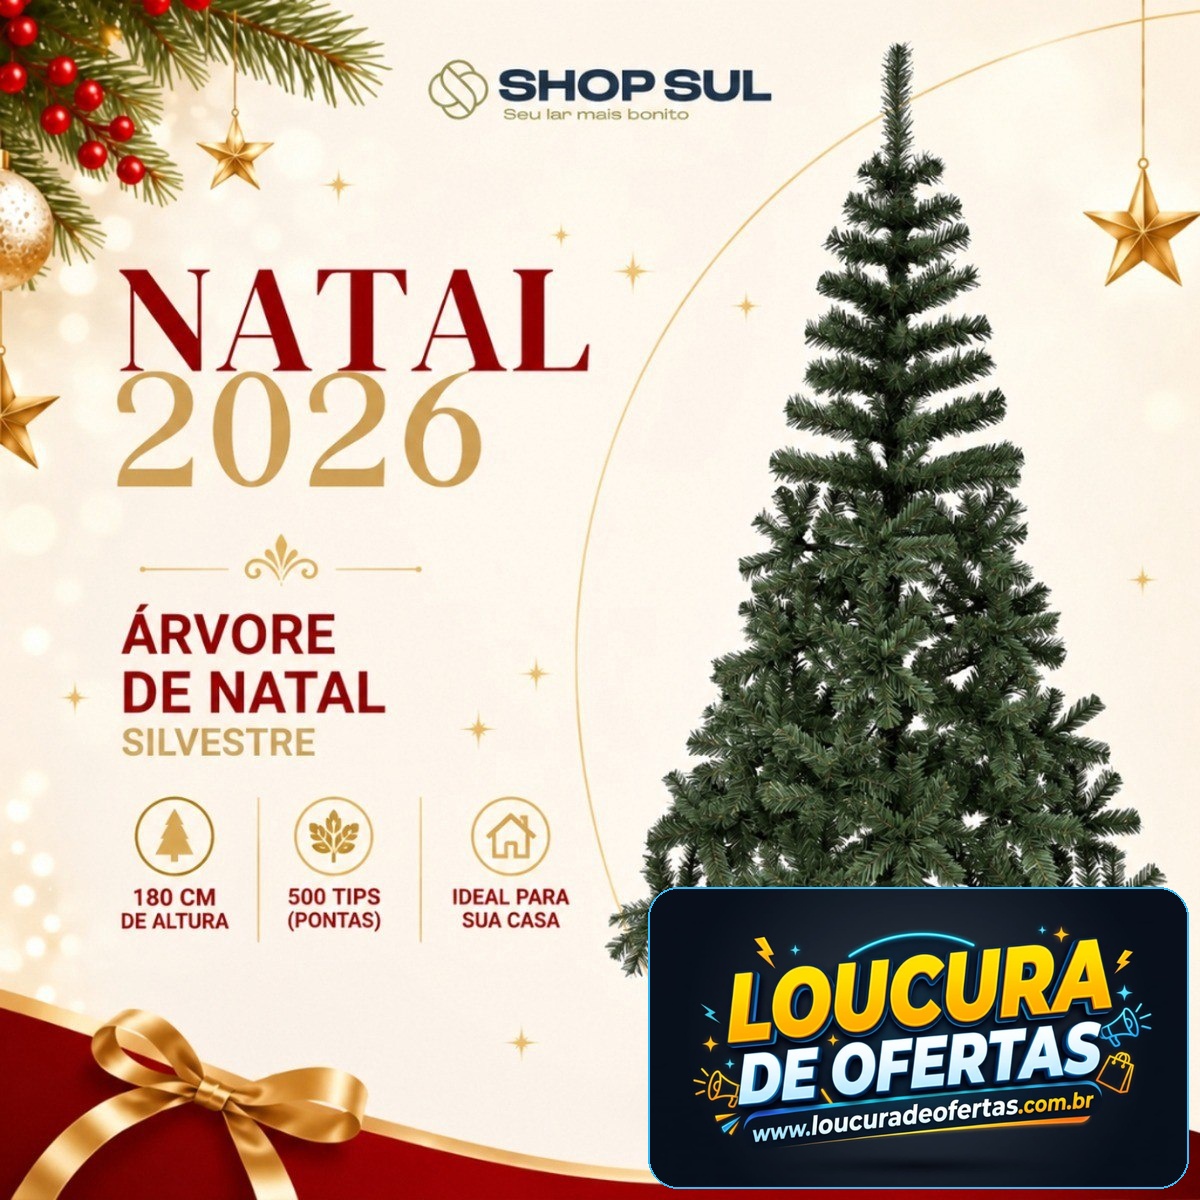 SHOP SUL
Seu lar mais bonito
NATAL
2026
ÁRVORE
DE NATAL
SILVESTRE
180 CM
DE ALTURA
500 TIPS
(PONTAS)
IDEAL PARA
SUA CASA
LOUCURA
DE OFERTAS
www.loucuradeofertas.com.br